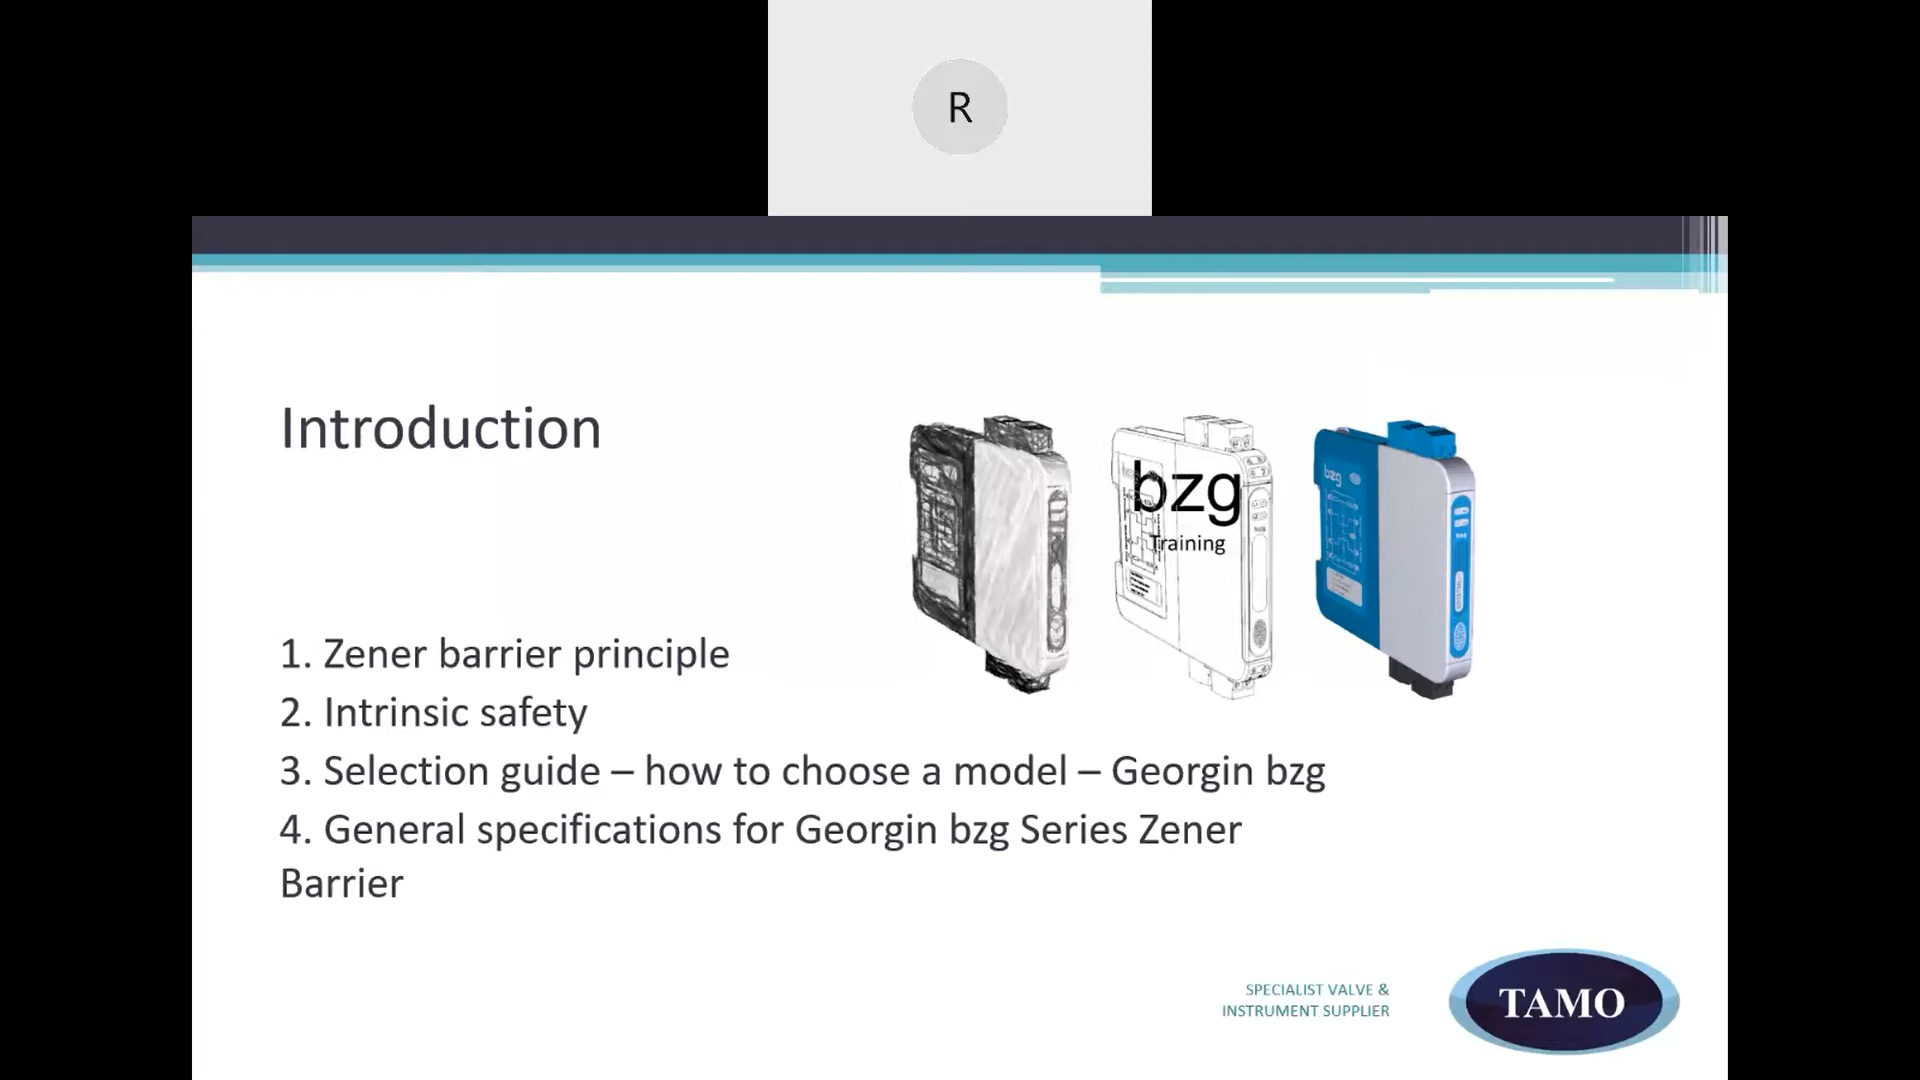 R
Introduction
bzg
Training
bzg
1. Zener barrier principle
2. Intrinsic safety
3. Selection guide – how to choose a model – Georgin bzg
4. General specifications for Georgin bzg Series Zener
Barrier
SPECIALIST VALVE &
INSTRUMENT SUPPLIER
TAMO